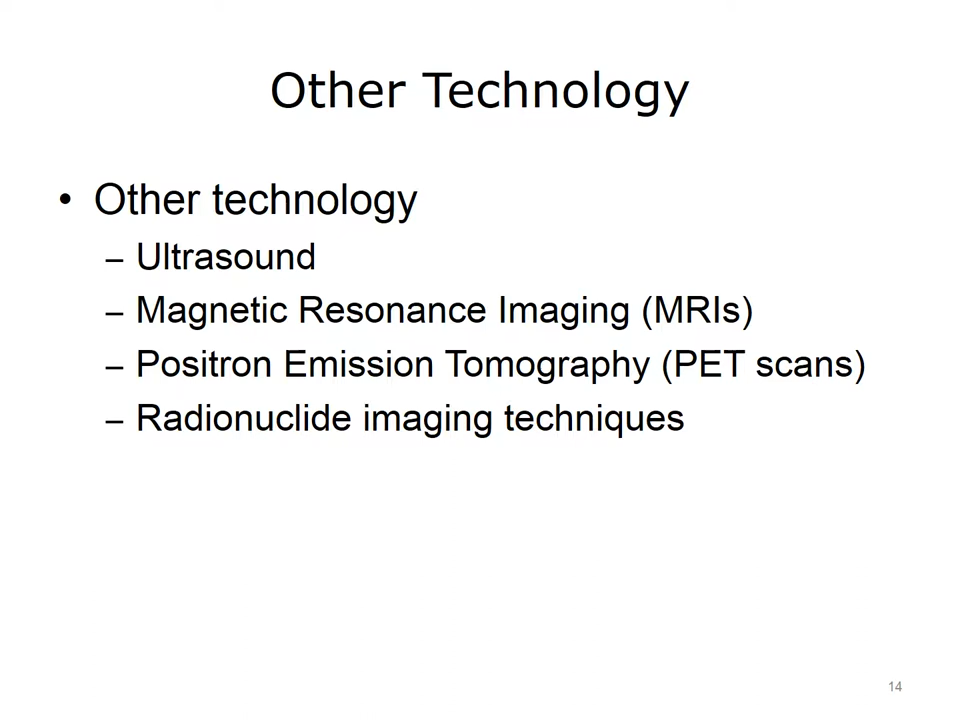 Other Technology
• Other technology
– Ultrasound
– Magnetic Resonance Imaging (MRIs)
– Positron Emission Tomography (PET scans)
– Radionuclide imaging techniques
14